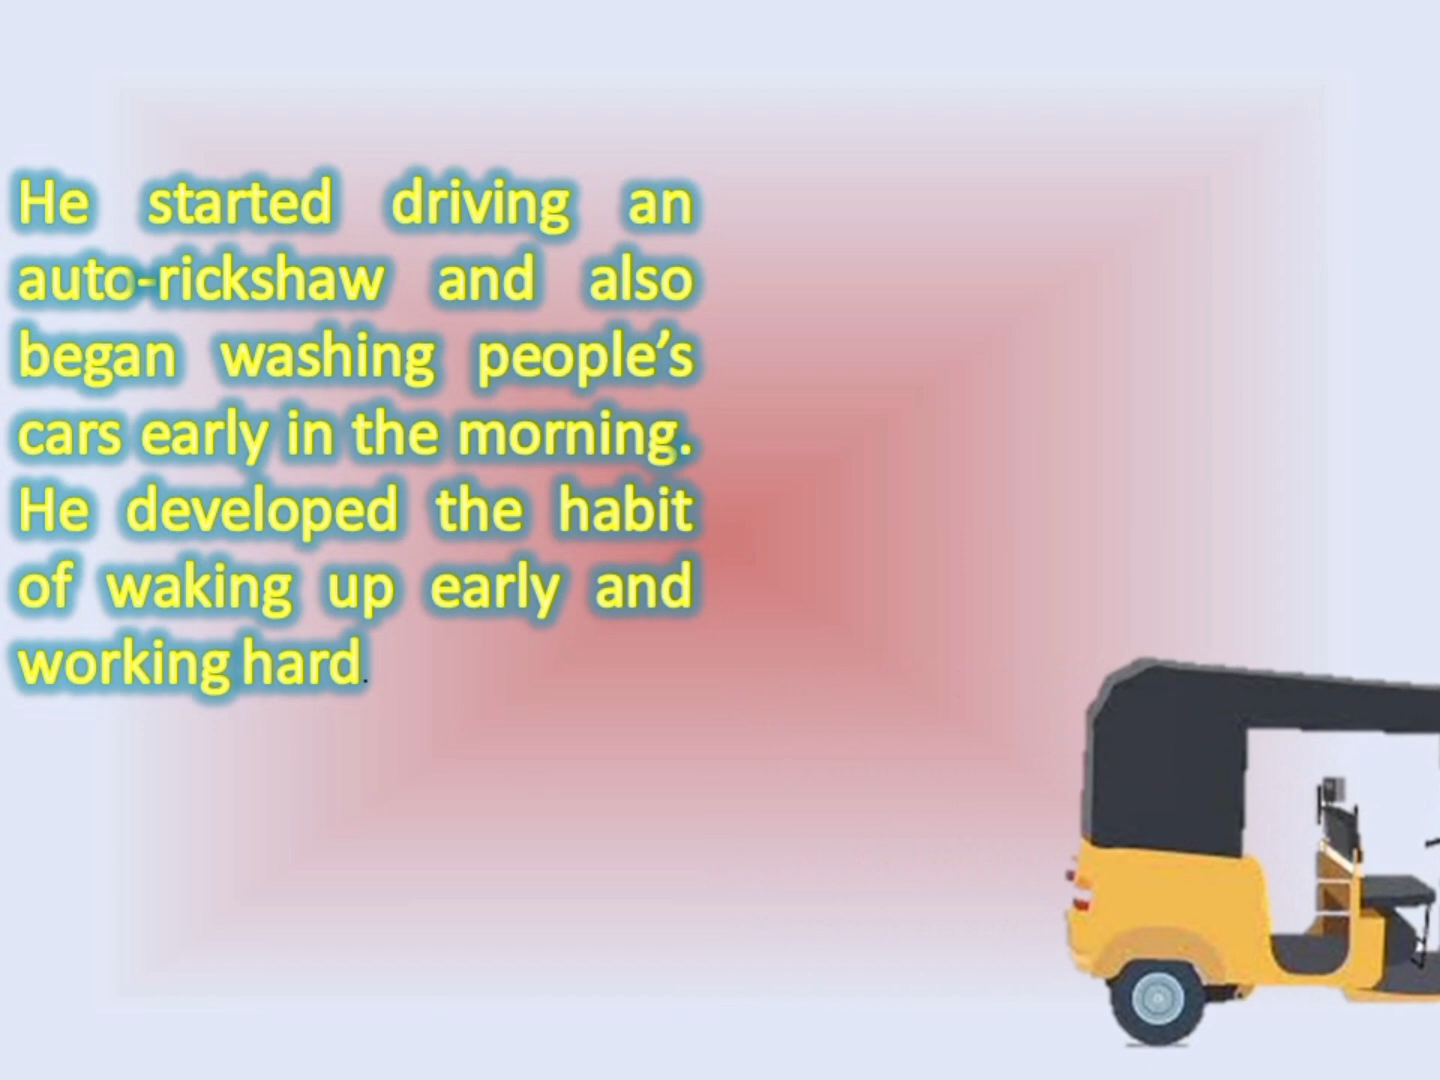 He started driving an
auto-rickshaw and also
began washing people’s
cars early in the morning.
He developed the habit
of waking up early and
working hard.